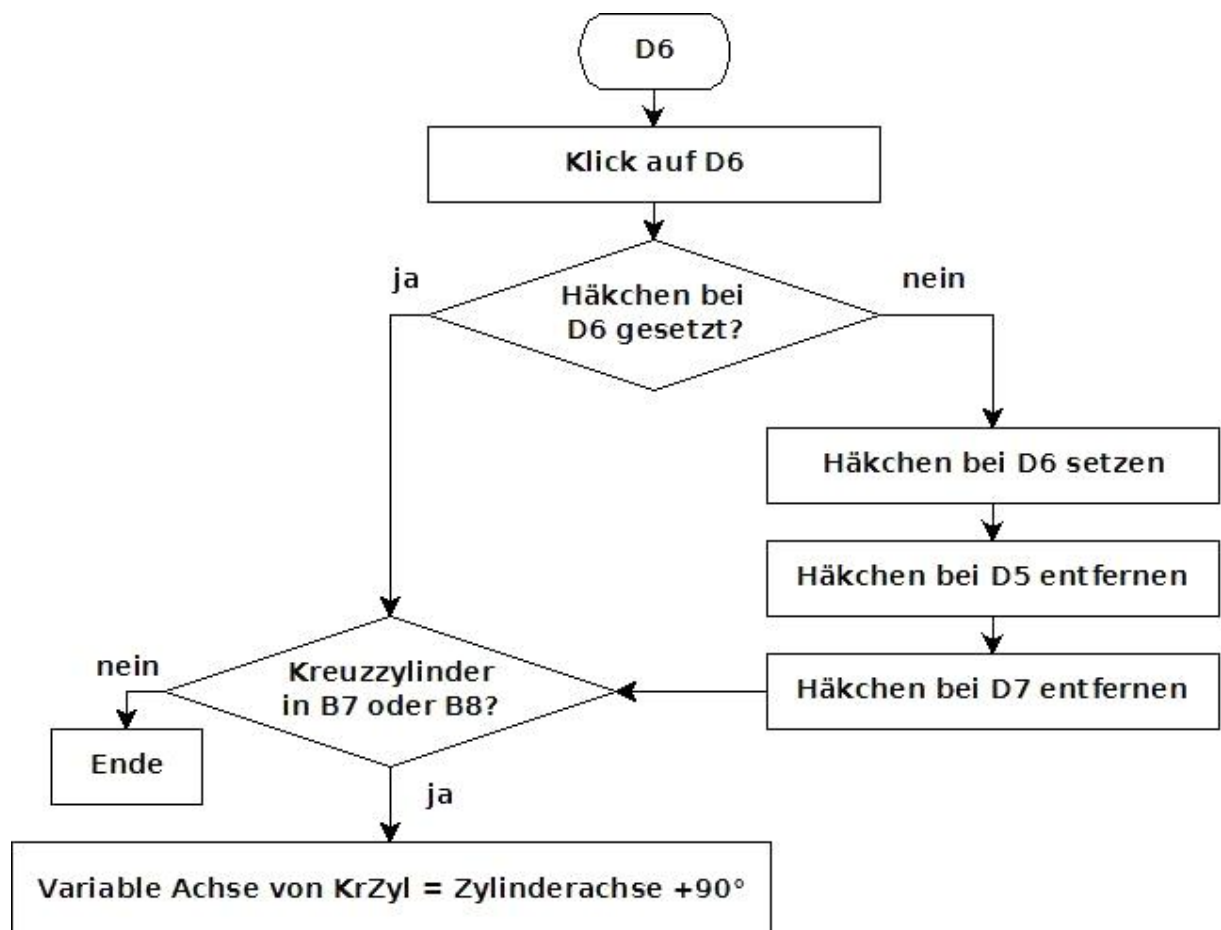 D6
Klick auf D6
ja
nein
Häkchen bei
D6 gesetzt?
Häkchen bei D6 setzen
Häkchen bei D5 entfernen
Häkchen bei D7 entfernen
nein
Kreuzzylinder
in B7 oder B8?
Ende
ja
Variable Achse von KrZyl = Zylinderachse +90°